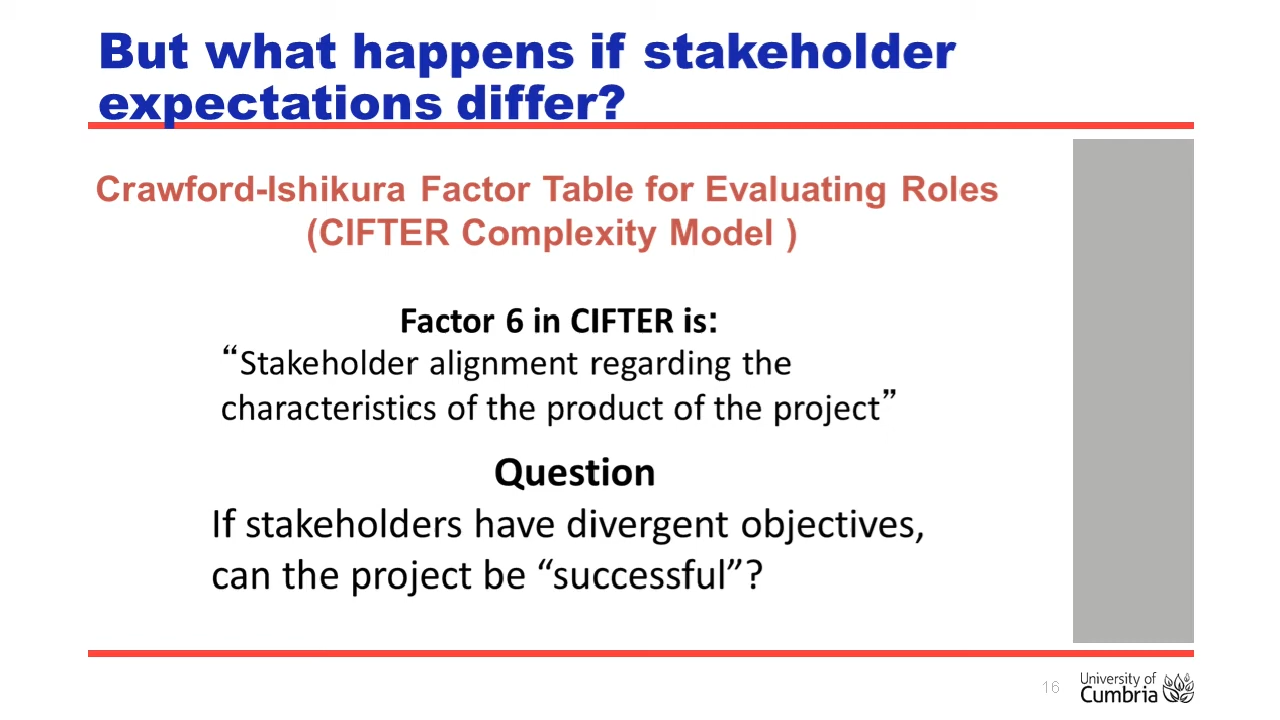 But what happens if stakeholder
expectations differ?
Crawford-Ishikura Factor Table for Evaluating Roles
(CIFTER Complexity Model )
Factor 6 in CIFTER is:
“Stakeholder alignment regarding the
characteristics of the product of the project”
Question
If stakeholders have divergent objectives,
can the project be “successful”?
16
University of
Cumbria